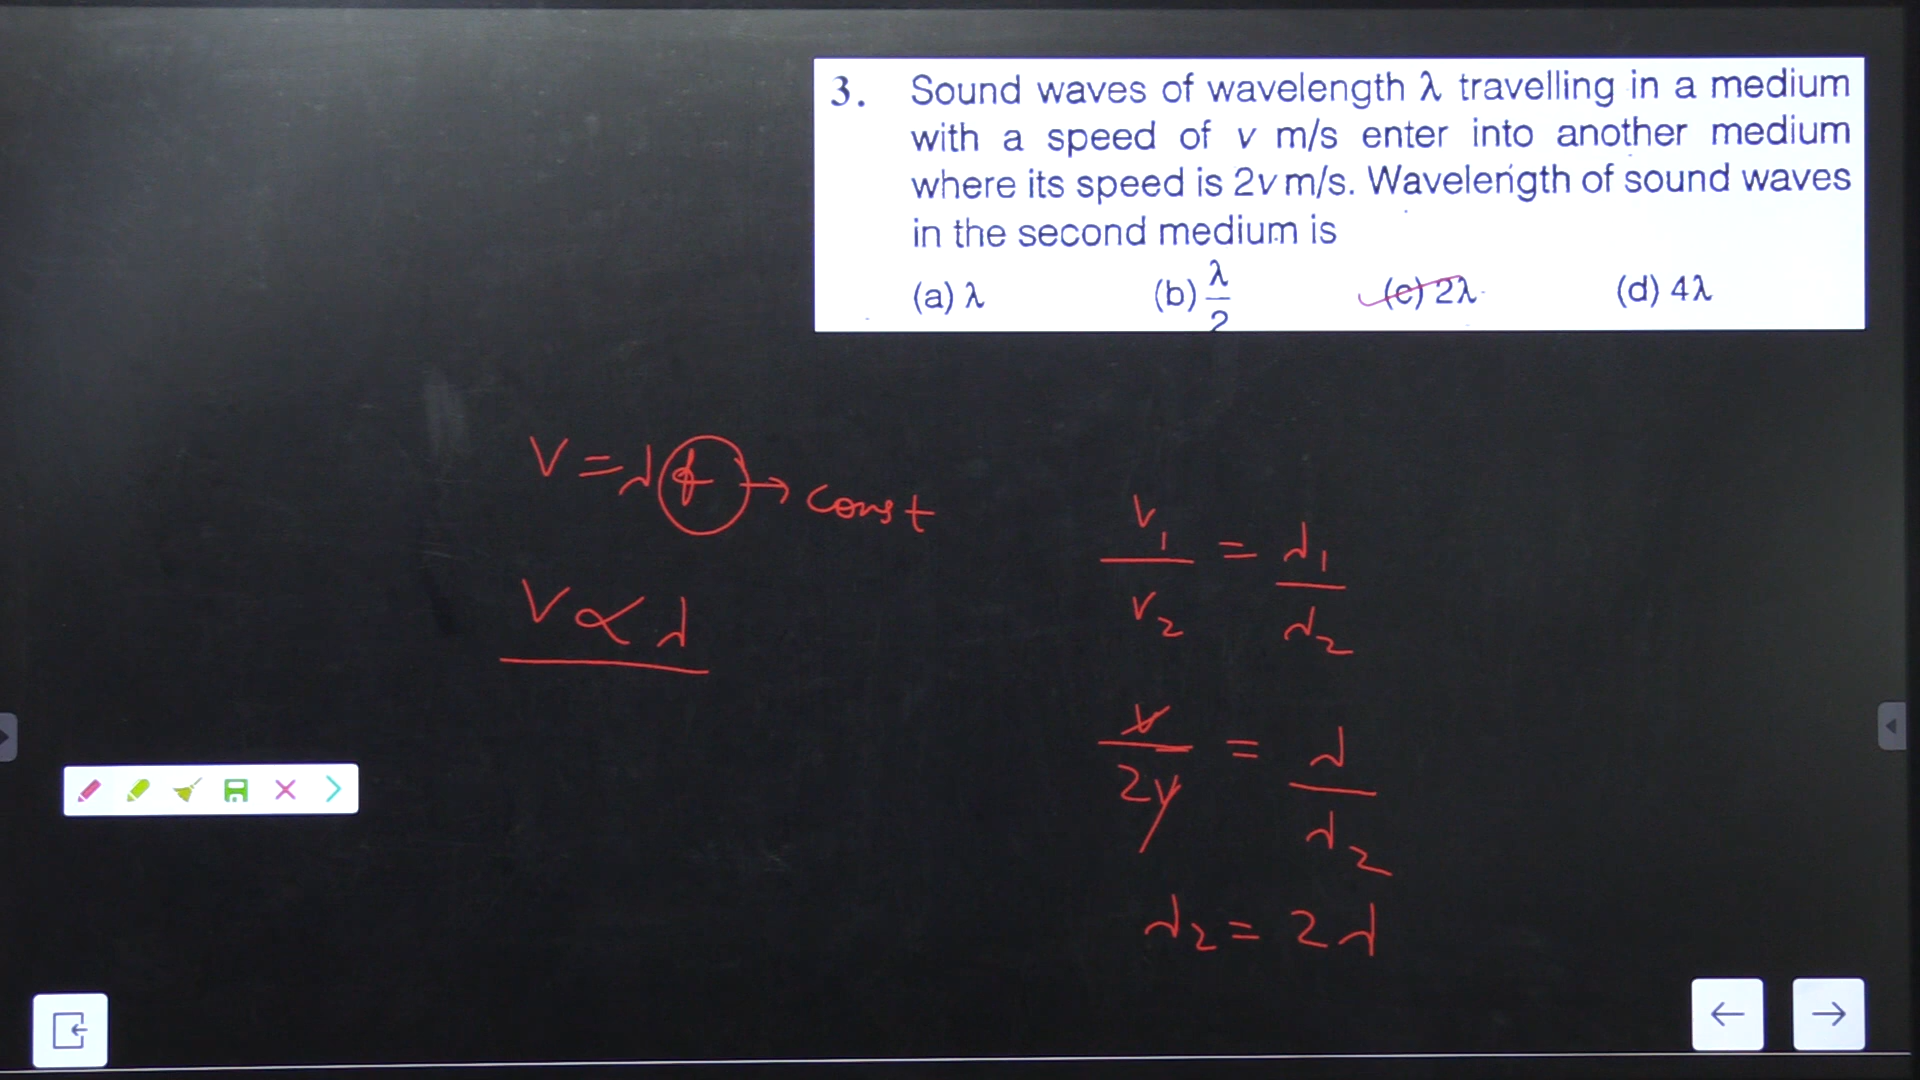 3. Sound waves of wavelength λ travelling in a medium
with a speed of v m/s enter into another medium
where its speed is 2v m/s. Wavelength of sound waves
in the second medium is
(a) λ (b) λ/2 (c) 2λ (d) 4λ
V = λ f → const
V ∝ λ
V₁/V₂ = λ₁/λ₂
V/2V = λ/λ₂
λ₂ = 2λ